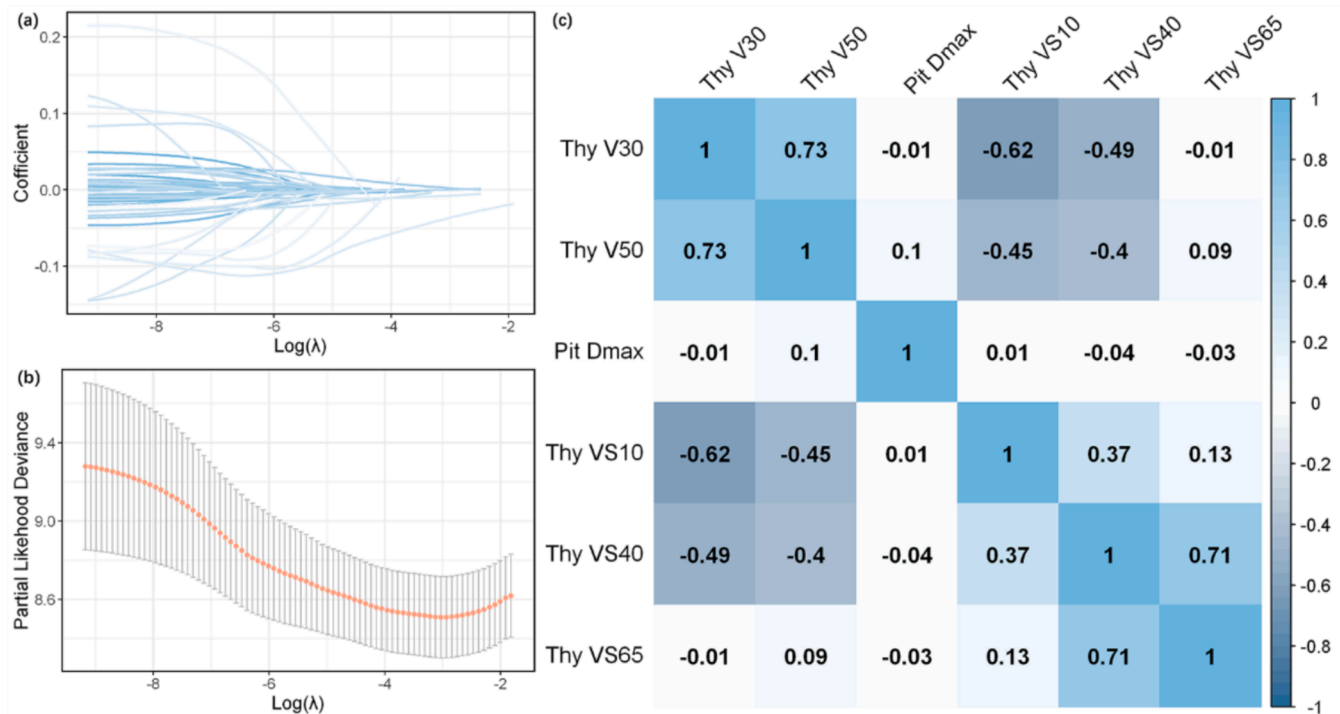 (a)
0.2
0.1
0.0
-0.1
Cofficient
-8
-6
-4
-2
Log(λ)
(b)
9.4
9.0
8.6
Partial Likelihood Deviance
-8
-6
-4
-2
Log(λ)
(c)
Thy V30
Thy V50
Pit Dmax
Thy VS10
Thy VS40
Thy VS65
Thy V30 1 0.73 -0.01 -0.62 -0.49 -0.01
Thy V50 0.73 1 0.1 -0.45 -0.4 0.09
Pit Dmax -0.01 0.1 1 0.01 -0.04 -0.03
Thy VS10 -0.62 -0.45 0.01 1 0.37 0.13
Thy VS40 -0.49 -0.4 -0.04 0.37 1 0.71
Thy VS65 -0.01 0.09 -0.03 0.13 0.71 1
1
0.8
0.6
0.4
0.2
0
-0.2
-0.4
-0.6
-0.8
-1